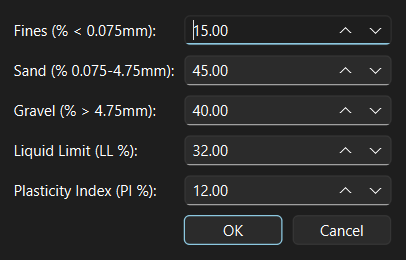 Fines (% < 0.075mm): 15.00
Sand (% 0.075-4.75mm): 45.00
Gravel (% > 4.75mm): 40.00
Liquid Limit (LL %): 32.00
Plasticity Index (PI %): 12.00
OK Cancel